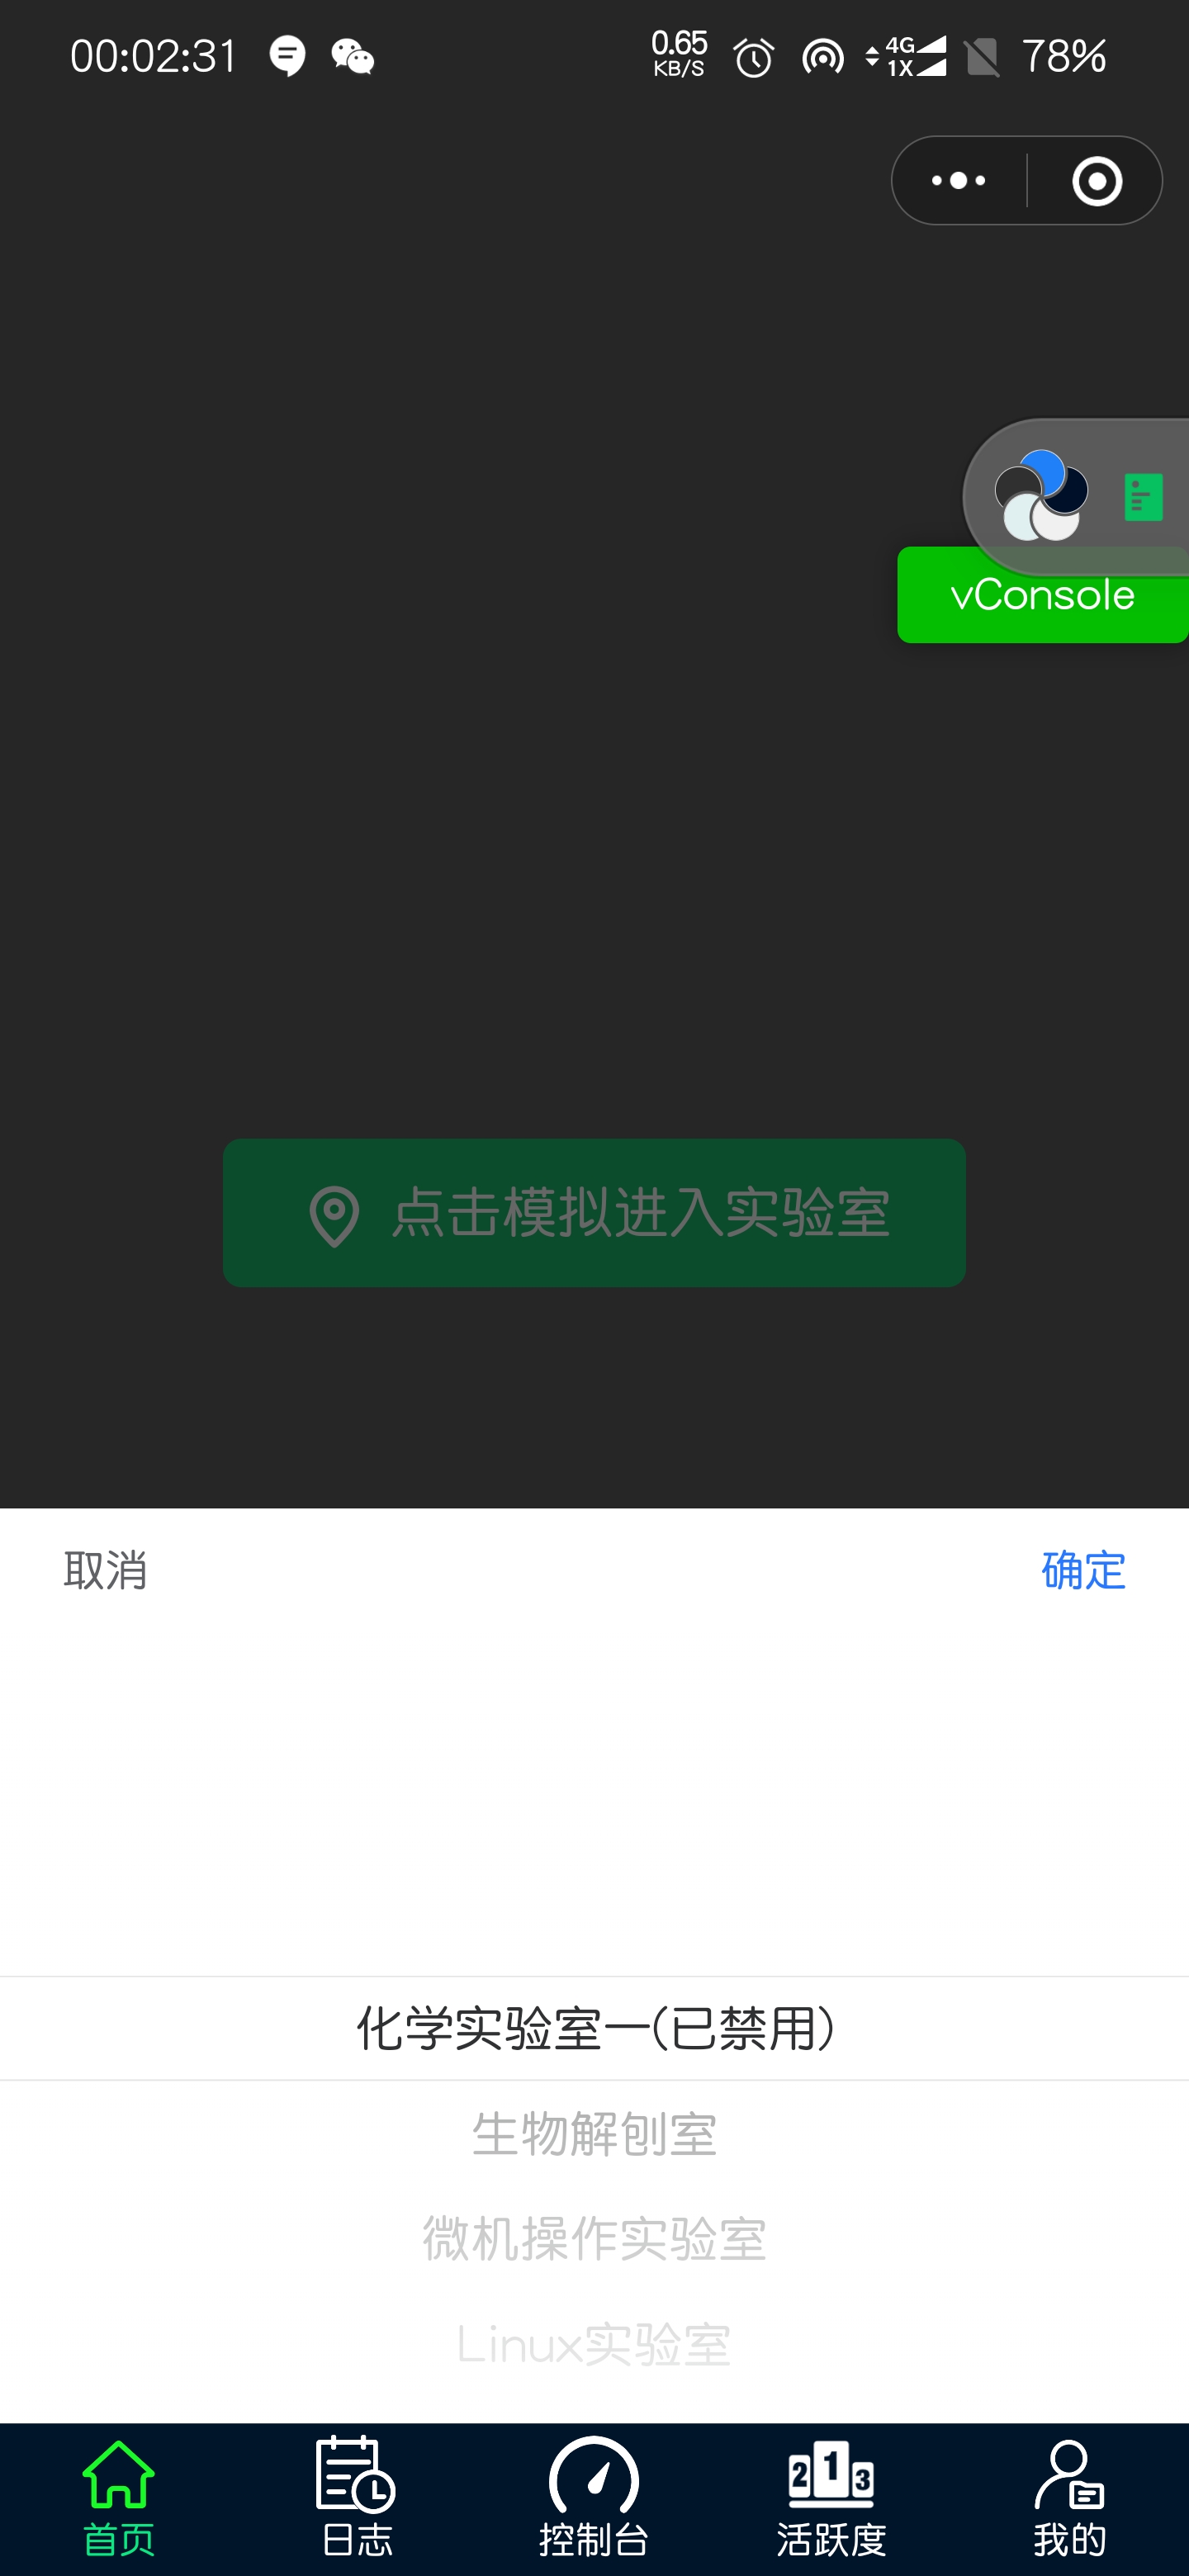 00:02:31
0.65
KB/S
4G
1X
78%
vConsole
点击模拟进入实验室
取消
确定
化学实验室一(已禁用)
生物解刨室
微机操作实验室
Linux实验室
2 1 3
首页
日志
控制台
活跃度
我的